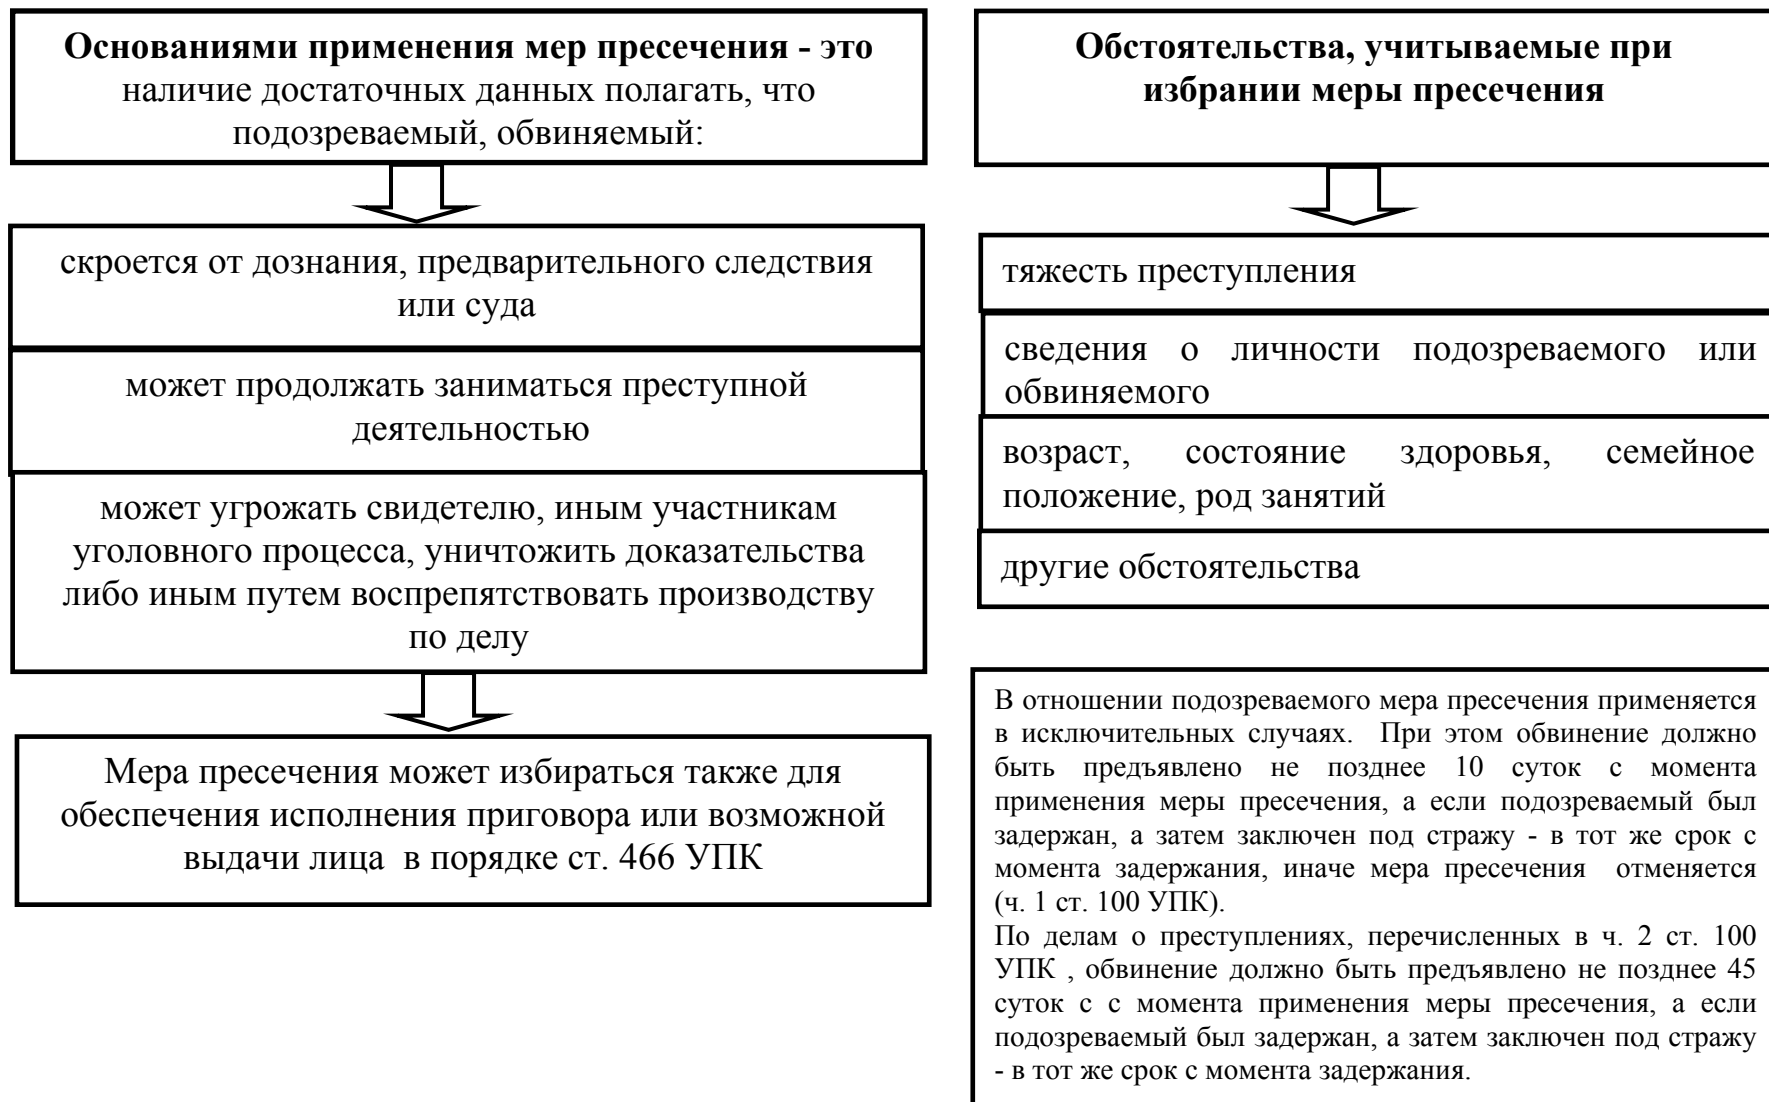 Основаниями применения мер пресечения - это
наличие достаточных данных полагать, что
подозреваемый, обвиняемый:
скроется от дознания, предварительного следствия
или суда
может продолжать заниматься преступной
деятельностью
может угрожать свидетелю, иным участникам
уголовного процесса, уничтожить доказательства
либо иным путем воспрепятствовать производству
по делу
Мера пресечения может избираться также для
обеспечения исполнения приговора или возможной
выдачи лица в порядке ст. 466 УПК
Обстоятельства, учитываемые при
избрании меры пресечения
тяжесть преступления
сведения о личности подозреваемого или
обвиняемого
возраст, состояние здоровья, семейное
положение, род занятий
другие обстоятельства
В отношении подозреваемого мера пресечения применяется
в исключительных случаях. При этом обвинение должно
быть предъявлено не позднее 10 суток с момента
применения меры пресечения, а если подозреваемый был
задержан, а затем заключен под стражу - в тот же срок с
момента задержания, иначе мера пресечения отменяется
(ч. 1 ст. 100 УПК).
По делам о преступлениях, перечисленных в ч. 2 ст. 100
УПК , обвинение должно быть предъявлено не позднее 45
суток с с момента применения меры пресечения, а если
подозреваемый был задержан, а затем заключен под стражу
- в тот же срок с момента задержания.